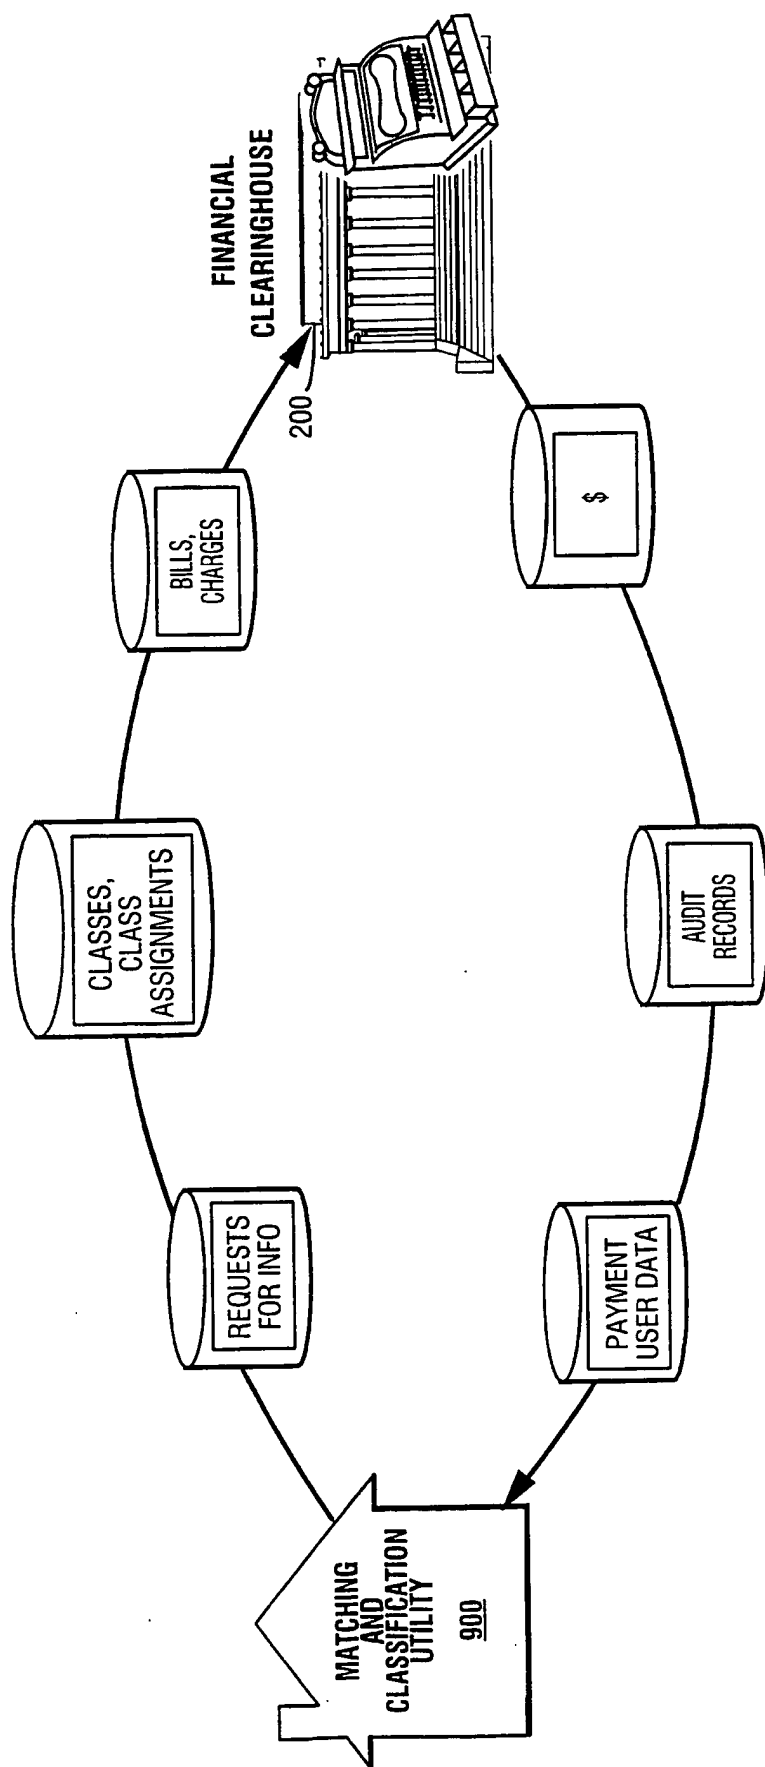 MATCHING
AND
CLASSIFICATION
UTILITY
900
REQUESTS
FOR INFO
CLASSES,
CLASS
ASSIGNMENTS
BILLS,
CHARGES
200
FINANCIAL
CLEARINGHOUSE
$
AUDIT
RECORDS
PAYMENT
USER DATA